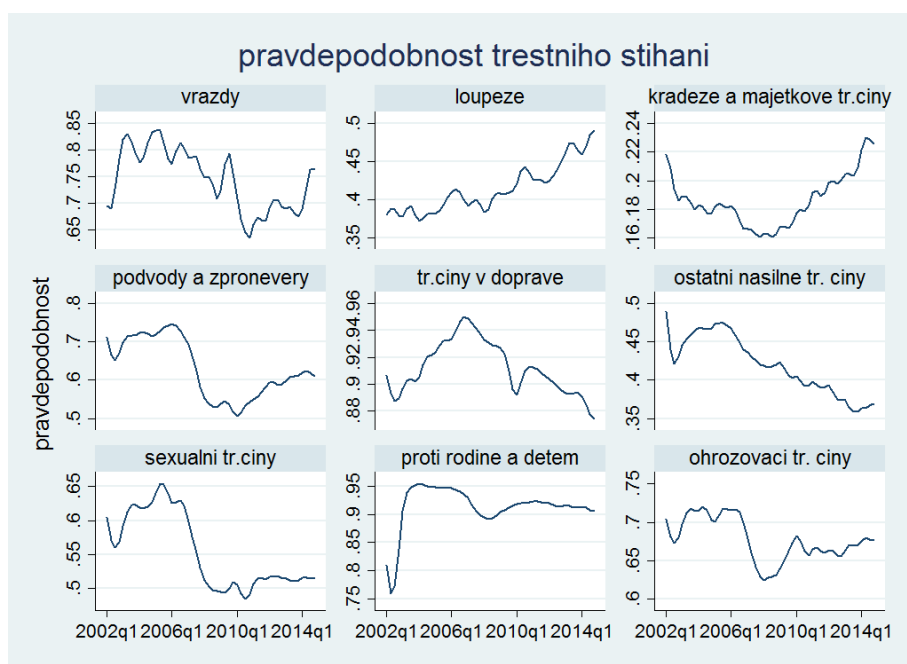 pravdepodobnost trestniho stihani
vrazdy
loupeze
kradeze a majetkove tr.ciny
.65 .7 .75 .8 .85
.35 .4 .45 .5
.16 .18 .2 .22 .24
podvody a zpronevery
tr.ciny v doprave
ostatni nasilne tr. ciny
.5 .6 .7 .8
.88 .9 .92 .94 .96
.35 .4 .45 .5
pravdepodobnost
sexualni tr.ciny
proti rodine a detem
ohrozovaci tr. ciny
.5 .55 .6 .65
.75 .8 .85 .9 .95
.6 .65 .7 .75
2002q1 2006q1 2010q1 2014q1
2002q1 2006q1 2010q1 2014q1
2002q1 2006q1 2010q1 2014q1